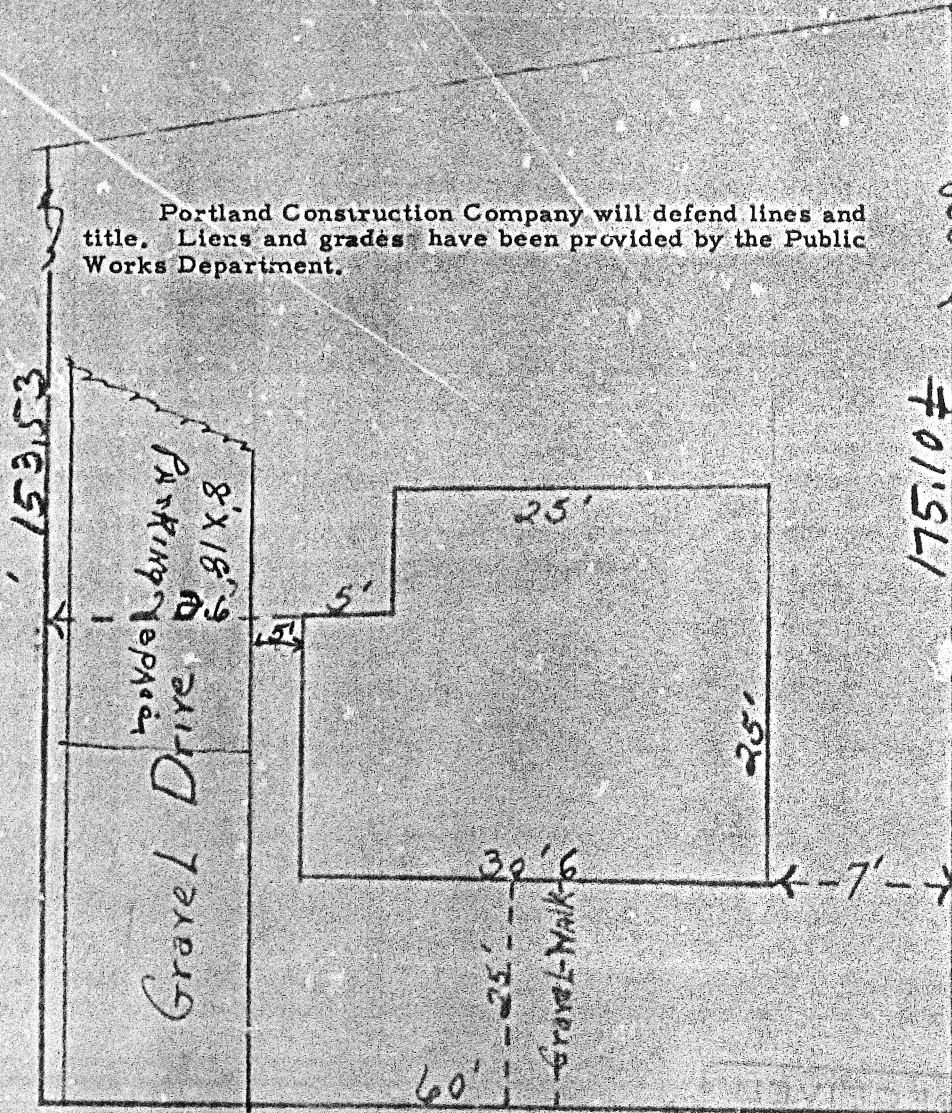 Portland Construction Company will defend lines and
title. Liens and grades have been provided by the Public
Works Department.
153.53'
175.10 ±
parking space
8'x18'6
25'
5'
5'
Gravel Drive
25'
30'6
7'
25'
Gravel-Walk
60'